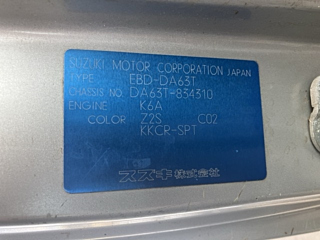 SUZUKI MOTOR CORPORATION JAPAN
TYPE EBD-DA63T
CHASSIS NO. DA63T-834310
ENGINE K6A
COLOR Z2S C02
KKCR-SPT
スズキ株式会社